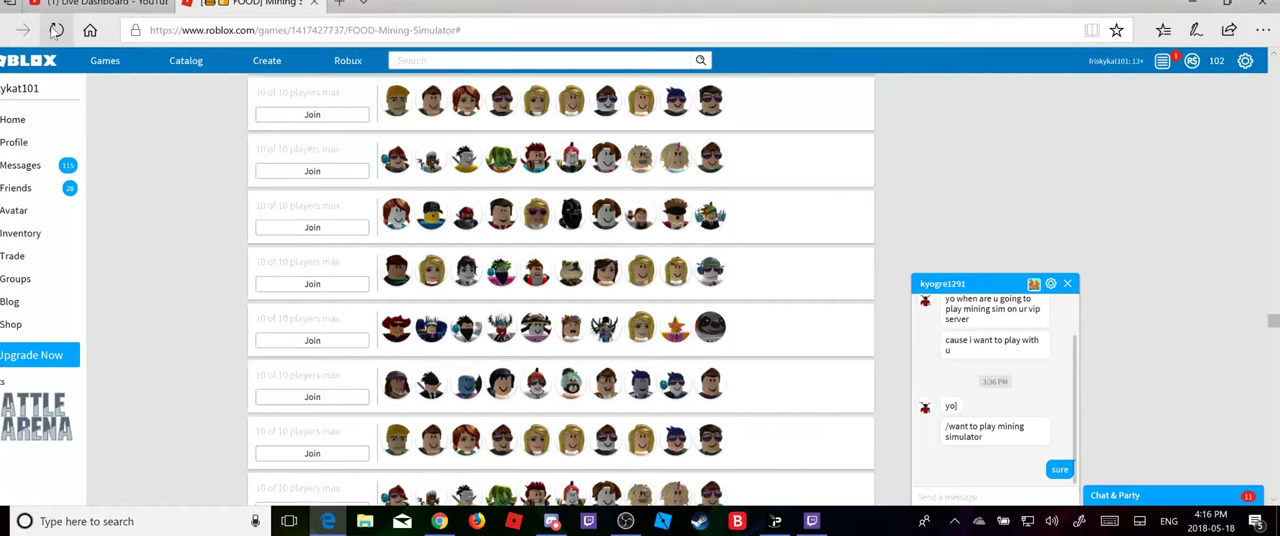 (1) Live Dashboard - YouTu
FOOD] Mining S
https://www.roblox.com/games/1417427737/FOOD-Mining-Simulator#
ROBLOX Games Catalog Create Robux Search friskykat101: 13+ 1 102
ykat101
Home
Profile
Messages 115
Friends 28
Avatar
Inventory
Trade
Groups
Blog
Shop
Upgrade Now
ts
ATTLE
ARENA
10 of 10 players max
Join
10 of 10 players max
Join
10 of 10 players max
Join
10 of 10 players max
Join
10 of 10 players max
Join
10 of 10 players max
Join
10 of 10 players max
Join
10 of 10 players max
kyogre1291
yo when are u going to
play mining sim on ur vip
server
cause i want to play with
u
3:36 PM
yo]
/want to play mining
simulator
sure
Send a message
Chat & Party 11
Type here to search
ENG
4:16 PM
2018-05-18
5